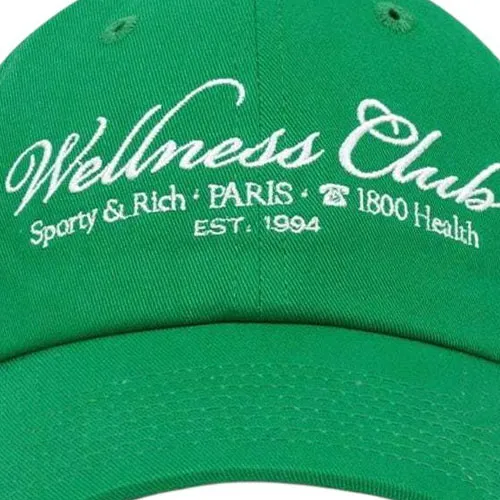 Wellness Club
Sporty & Rich · PARIS · ☎ 1800 Health
EST. 1994